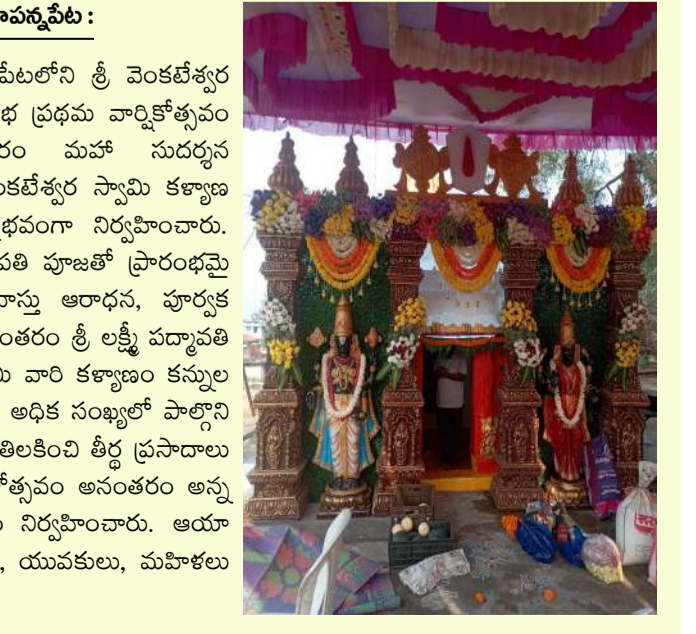 ాపన్నపేట :
పేటలోని శ్రీ వెంకటేశ్వర
భ ప్రథమ వార్షికోత్సవం
రం మహా సుదర్శన
ంకటేశ్వర స్వామి కళ్యాణ
భవంగా నిర్వహించారు.
పతి పూజతో ప్రారంభమై
వాస్తు ఆరాధన, పూర్వక
ంతరం శ్రీ లక్ష్మీ పద్మావతి
మి వారి కళ్యాణం కన్నుల
అధిక సంఖ్యలో పాల్గొని
తిలకించి తీర్థ ప్రసాదాలు
కోత్సవం అనంతరం అన్న
ం నిర్వహించారు. ఆయా
, యువకులు, మహిళలు